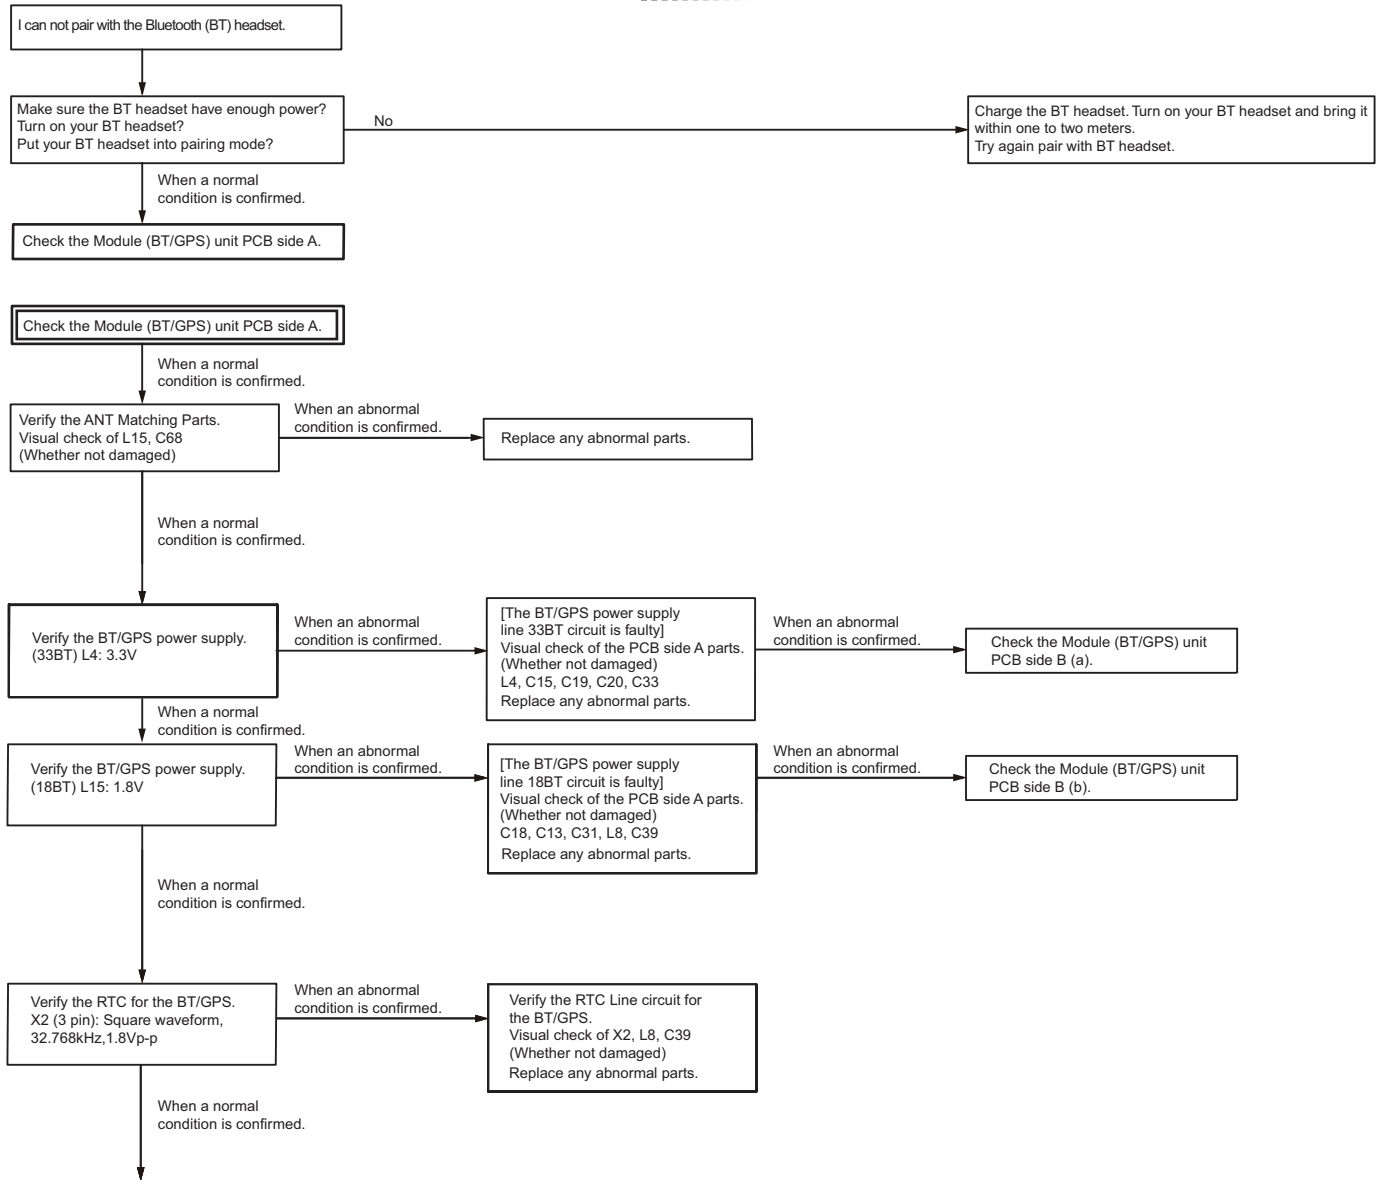 I can not pair with the Bluetooth (BT) headset.
Make sure the BT headset have enough power?
Turn on your BT headset?
Put your BT headset into pairing mode?
No
Charge the BT headset. Turn on your BT headset and bring it
within one to two meters.
Try again pair with BT headset.
When a normal
condition is confirmed.
Check the Module (BT/GPS) unit PCB side A.
Check the Module (BT/GPS) unit PCB side A.
When a normal
condition is confirmed.
Verify the ANT Matching Parts.
Visual check of L15, C68
(Whether not damaged)
When an abnormal
condition is confirmed.
Replace any abnormal parts.
When a normal
condition is confirmed.
Verify the BT/GPS power supply.
(33BT) L4: 3.3V
When an abnormal
condition is confirmed.
[The BT/GPS power supply
line 33BT circuit is faulty]
Visual check of the PCB side A parts.
(Whether not damaged)
L4, C15, C19, C20, C33
Replace any abnormal parts.
When an abnormal
condition is confirmed.
Check the Module (BT/GPS) unit
PCB side B (a).
When a normal
condition is confirmed.
Verify the BT/GPS power supply.
(18BT) L15: 1.8V
When an abnormal
condition is confirmed.
[The BT/GPS power supply
line 18BT circuit is faulty]
Visual check of the PCB side A parts.
(Whether not damaged)
C18, C13, C31, L8, C39
Replace any abnormal parts.
When an abnormal
condition is confirmed.
Check the Module (BT/GPS) unit
PCB side B (b).
When a normal
condition is confirmed.
Verify the RTC for the BT/GPS.
X2 (3 pin): Square waveform,
32.768kHz,1.8Vp-p
When an abnormal
condition is confirmed.
Verify the RTC Line circuit for
the BT/GPS.
Visual check of X2, L8, C39
(Whether not damaged)
Replace any abnormal parts.
When a normal
condition is confirmed.